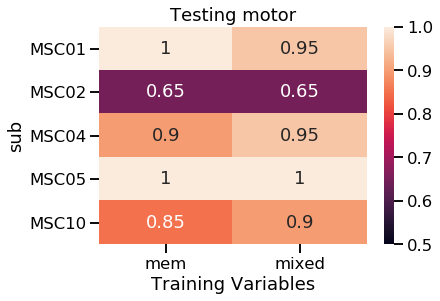 Testing motor
MSC01 1 0.95
MSC02 0.65 0.65
MSC04 0.9 0.95
MSC05 1 1
MSC10 0.85 0.9
sub
mem mixed
Training Variables
1.0
0.9
0.8
0.7
0.6
0.5